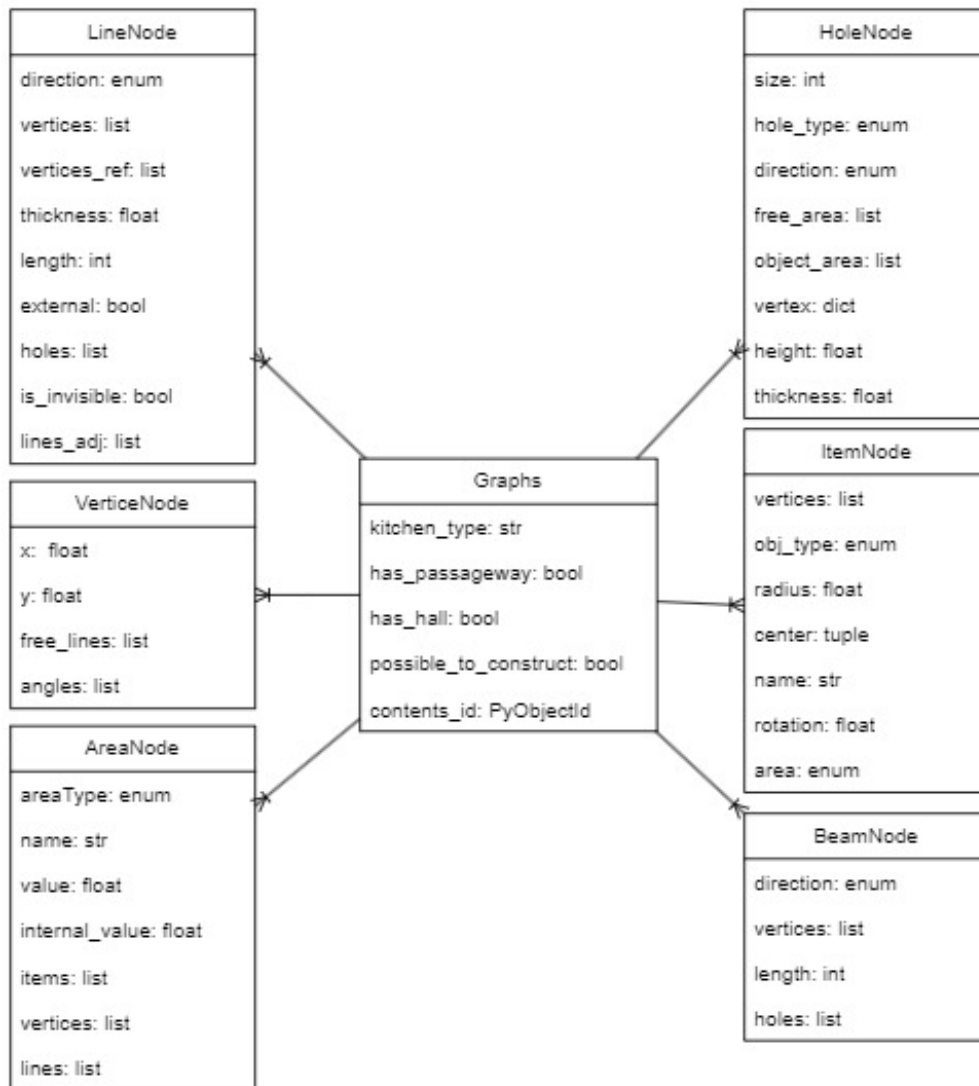 LineNode
direction: enum
vertices: list
vertices_ref: list
thickness: float
length: int
external: bool
holes: list
is_invisible: bool
lines_adj: list
VerticeNode
x: float
y: float
free_lines: list
angles: list
AreaNode
areaType: enum
name: str
value: float
internal_value: float
items: list
vertices: list
lines: list
Graphs
kitchen_type: str
has_passageway: bool
has_hall: bool
possible_to_construct: bool
contents_id: PyObjectId
HoleNode
size: int
hole_type: enum
direction: enum
free_area: list
object_area: list
vertex: dict
height: float
thickness: float
ItemNode
vertices: list
obj_type: enum
radius: float
center: tuple
name: str
rotation: float
area: enum
BeamNode
direction: enum
vertices: list
length: int
holes: list